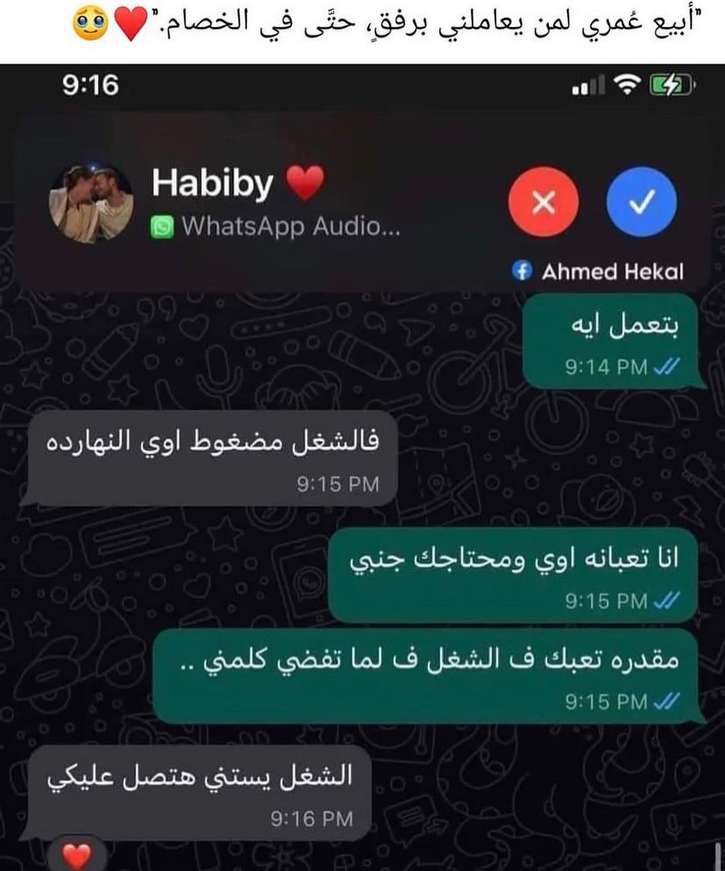 "أبيع عُمري لمن يعاملني برفقٍ، حتَّى في الخصام."❤️🥹
9:16
Habiby ❤️
WhatsApp Audio...
Ahmed Hekal
بتعمل ايه
9:14 PM
فالشغل مضغوط اوي النهارده
9:15 PM
انا تعبانه اوي ومحتاجك جنبي
9:15 PM
مقدره تعبك ف الشغل ف لما تفضي كلمني ..
9:15 PM
الشغل يستني هتصل عليكي
9:16 PM
❤️